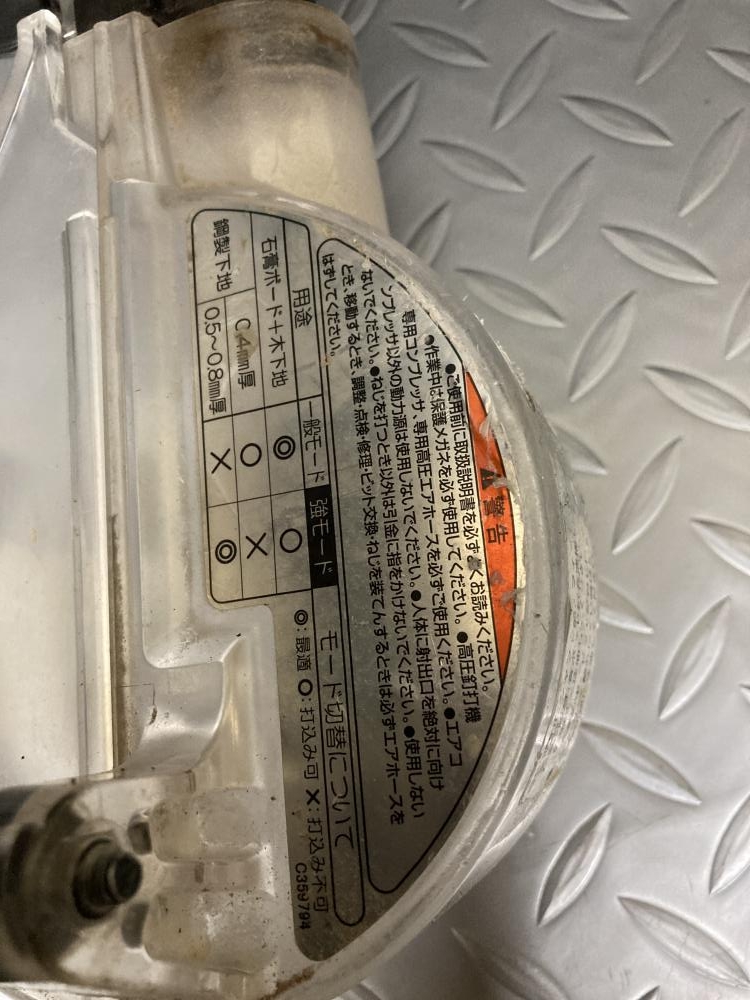 警告
●ご使用前に取扱説明書を必ずよくお読みください。
●作業中は保護メガネを必ず使用してください。●高圧釘打機
専用コンプレッサ、専用高圧エアホースを必ずご使用ください。●エアコ
ンプレッサ以外の動力源は使用しないでください。●人体に射出口を絶対に向け
ないでください。●ねじを打つとき以外は引金に指をかけないでください。●使用しない
とき、移動するとき、調整・点検・修理・ビット交換・ねじを装てんするときは必ずエアホースを
はずしてください。
モード切替について
◎:最適 ○:打込み可 ×:打込み不可
用途 一般モード 強モード
石膏ボード+木下地 ◎ ○
鋼製下地 0.4mm厚 ○ ×
0.5~0.8mm厚 × ◎
C359794